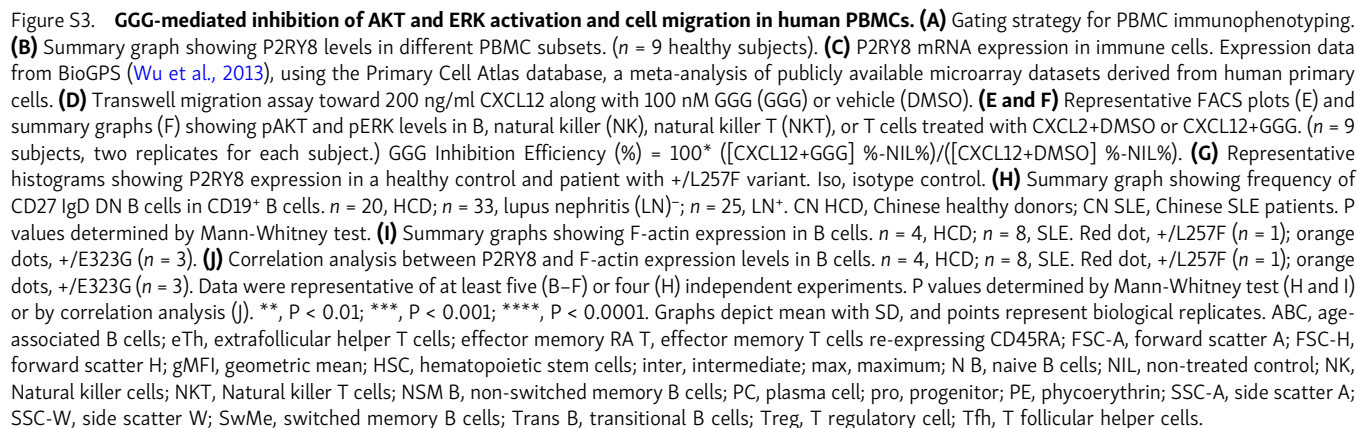 Figure S3. GGG-mediated inhibition of AKT and ERK activation and cell migration in human PBMCs. (A) Gating strategy for PBMC immunophenotyping.
(B) Summary graph showing P2RY8 levels in different PBMC subsets. (n = 9 healthy subjects). (C) P2RY8 mRNA expression in immune cells. Expression data
from BioGPS (Wu et al., 2013), using the Primary Cell Atlas database, a meta-analysis of publicly available microarray datasets derived from human primary
cells. (D) Transwell migration assay toward 200 ng/ml CXCL12 along with 100 nM GGG (GGG) or vehicle (DMSO). (E and F) Representative FACS plots (E) and
summary graphs (F) showing pAKT and pERK levels in B, natural killer (NK), natural killer T (NKT), or T cells treated with CXCL2+DMSO or CXCL12+GGG. (n = 9
subjects, two replicates for each subject.) GGG Inhibition Efficiency (%) = 100* ([CXCL12+GGG] %-NIL%)/([CXCL12+DMSO] %-NIL%). (G) Representative
histograms showing P2RY8 expression in a healthy control and patient with +/L257F variant. Iso, isotype control. (H) Summary graph showing frequency of
CD27 IgD DN B cells in CD19⁺ B cells. n = 20, HCD; n = 33, lupus nephritis (LN)⁻; n = 25, LN⁺. CN HCD, Chinese healthy donors; CN SLE, Chinese SLE patients. P
values determined by Mann-Whitney test. (I) Summary graphs showing F-actin expression in B cells. n = 4, HCD; n = 8, SLE. Red dot, +/L257F (n = 1); orange
dots, +/E323G (n = 3). (J) Correlation analysis between P2RY8 and F-actin expression levels in B cells. n = 4, HCD; n = 8, SLE. Red dot, +/L257F (n = 1); orange
dots, +/E323G (n = 3). Data were representative of at least five (B–F) or four (H) independent experiments. P values determined by Mann-Whitney test (H and I)
or by correlation analysis (J). **, P < 0.01; ***, P < 0.001; ****, P < 0.0001. Graphs depict mean with SD, and points represent biological replicates. ABC, age-
associated B cells; eTh, extrafollicular helper T cells; effector memory RA T, effector memory T cells re-expressing CD45RA; FSC-A, forward scatter A; FSC-H,
forward scatter H; gMFI, geometric mean; HSC, hematopoietic stem cells; inter, intermediate; max, maximum; N B, naive B cells; NIL, non-treated control; NK,
Natural killer cells; NKT, Natural killer T cells; NSM B, non-switched memory B cells; PC, plasma cell; pro, progenitor; PE, phycoerythrin; SSC-A, side scatter A;
SSC-W, side scatter W; SwMe, switched memory B cells; Trans B, transitional B cells; Treg, T regulatory cell; Tfh, T follicular helper cells.